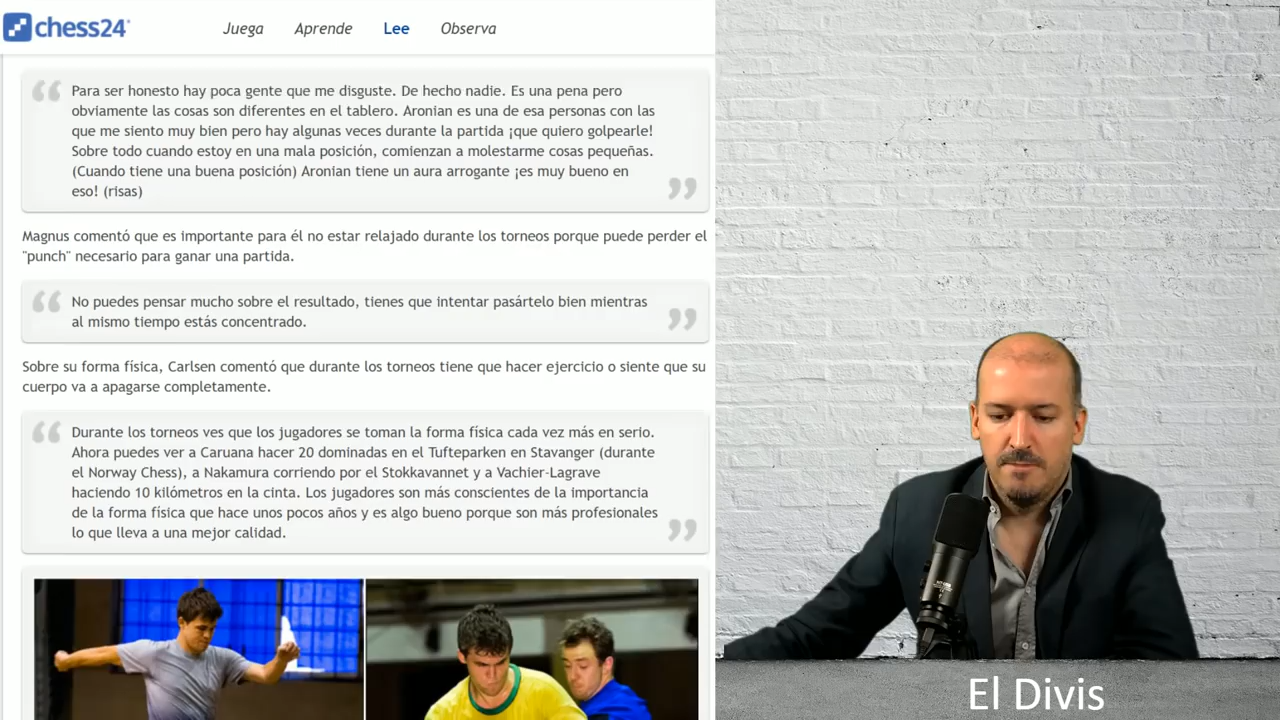 chess24
Juega Aprende Lee Observa
Para ser honesto hay poca gente que me disguste. De hecho nadie. Es una pena pero
obviamente las cosas son diferentes en el tablero. Aronian es una de esa personas con las
que me siento muy bien pero hay algunas veces durante la partida ¡que quiero golpearle!
Sobre todo cuando estoy en una mala posición, comienzan a molestarme cosas pequeñas.
(Cuando tiene una buena posición) Aronian tiene un aura arrogante ¡es muy bueno en
eso! (risas)
Magnus comentó que es importante para él no estar relajado durante los torneos porque puede perder el
"punch" necesario para ganar una partida.
No puedes pensar mucho sobre el resultado, tienes que intentar pasártelo bien mientras
al mismo tiempo estás concentrado.
Sobre su forma física, Carlsen comentó que durante los torneos tiene que hacer ejercicio o siente que su
cuerpo va a apagarse completamente.
Durante los torneos ves que los jugadores se toman la forma física cada vez más en serio.
Ahora puedes ver a Caruana hacer 20 dominadas en el Tufteparken en Stavanger (durante
el Norway Chess), a Nakamura corriendo por el Stokkavannet y a Vachier-Lagrave
haciendo 10 kilómetros en la cinta. Los jugadores son más conscientes de la importancia
de la forma física que hace unos pocos años y es algo bueno porque son más profesionales
lo que lleva a una mejor calidad.
El Divis